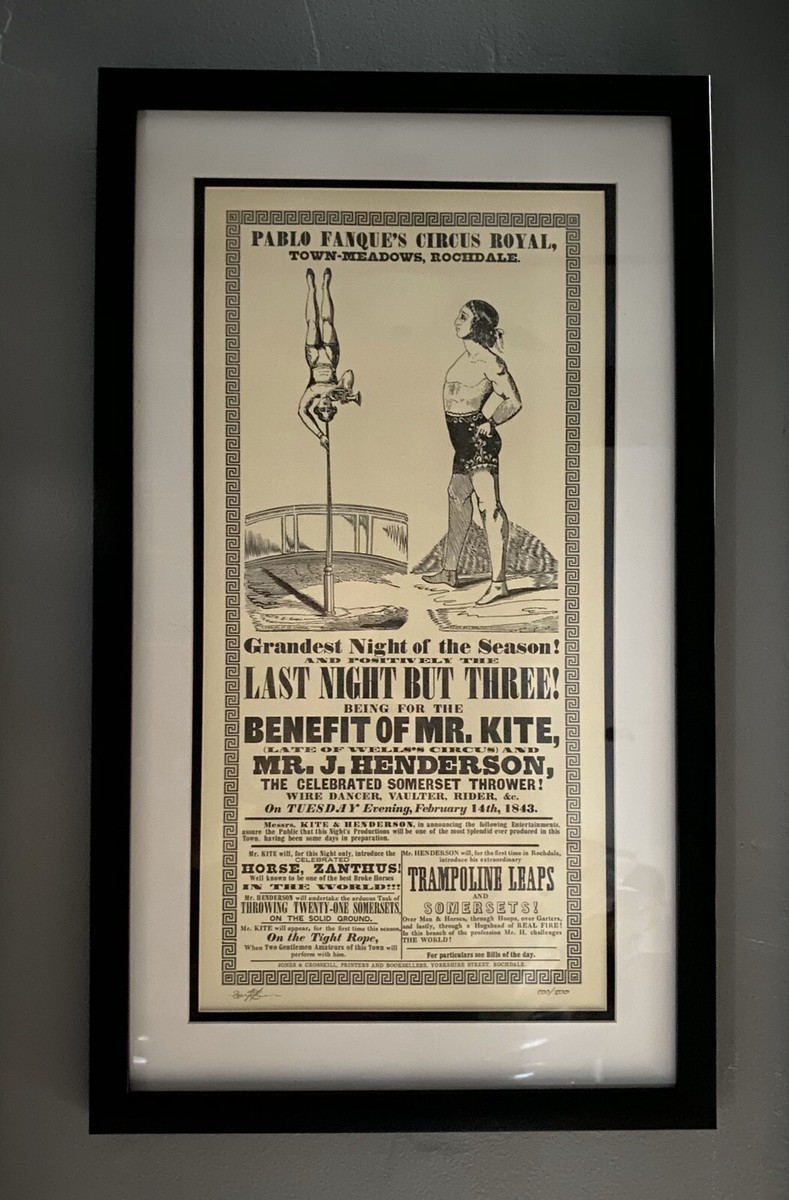 PABLO FANQUE'S CIRCUS ROYAL,
TOWN-MEADOWS, ROCHDALE.
Grandest Night of the Season!
AND POSITIVELY THE
LAST NIGHT BUT THREE!
BEING FOR THE
BENEFIT OF MR. KITE,
(LATE OF WELLS'S CIRCUS) AND
MR. J. HENDERSON,
THE CELEBRATED SOMERSET THROWER!
WIRE DANCER, VAULTER, RIDER, &c.
On TUESDAY Evening, February 14th, 1843.
Messrs. KITE & HENDERSON, in announcing the following Entertainments,
assure the Public that this Night's Productions will be one of the most Splendid ever produced in this
Town, having been some days in preparation.
Mr. KITE will, for this Night only, introduce the
CELEBRATED
HORSE, ZANTHUS!
Well known to be one of the best Broke Horses
IN THE WORLD!!!
Mr. HENDERSON will undertake the arduous Task of
THROWING TWENTY-ONE SOMERSETS,
ON THE SOLID GROUND.
Mr. KITE will appear, for the first time this season,
On the Tight Rope,
When Two Gentlemen Amateurs of this Town will
perform with him.
Mr. HENDERSON will, for the first time in Rochdale,
introduce his extraordinary
TRAMPOLINE LEAPS
AND
SOMERSETS!
Over Men & Horses, through Hoops, over Garters,
and lastly, through a Hogshead of REAL FIRE!
In this branch of the profession Mr. H. challenges
THE WORLD!
For particulars see Bills of the day.
JONES & CROSSKILL, PRINTERS AND BOOKSELLERS, YORKSHIRE STREET, ROCHDALE.